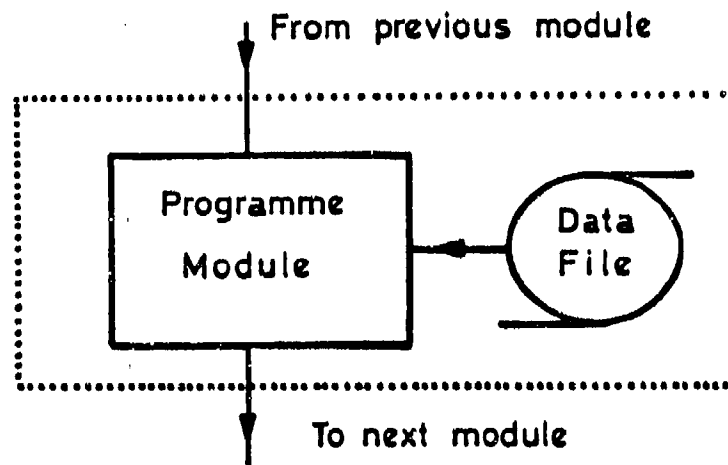 From previous module
Programme
Module
Data
File
To next module